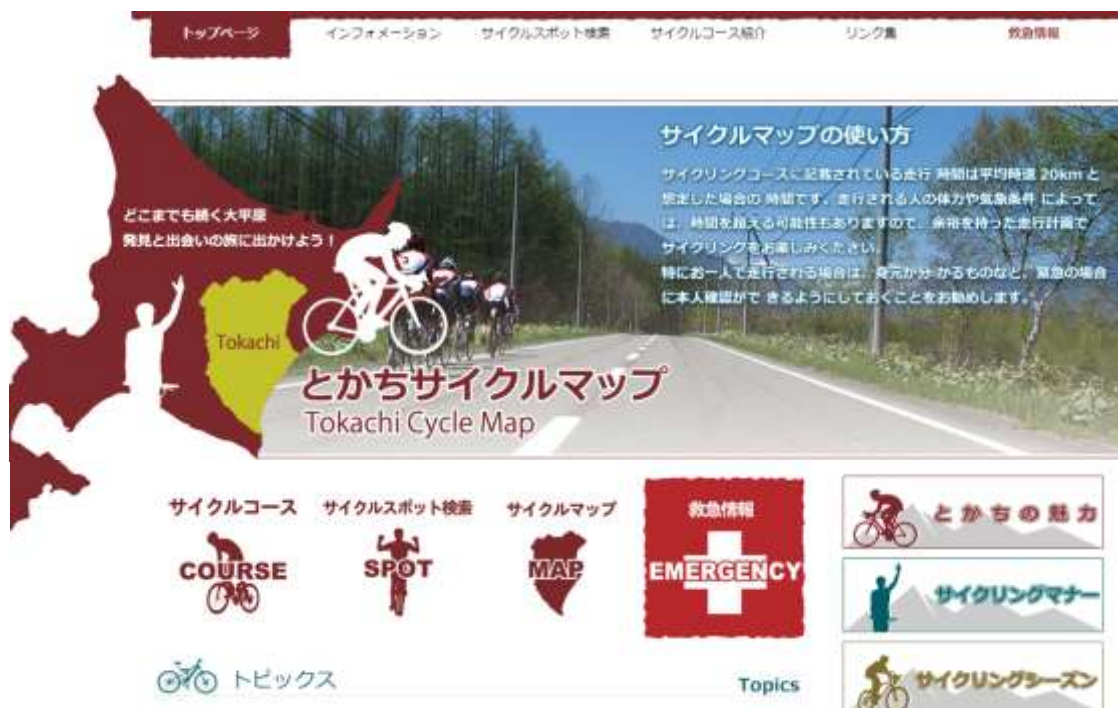 トップページ
インフォメーション
サイクルスポット検索
サイクルコース紹介
リンク集
救急情報
サイクルマップの使い方
サイクリングコースに記載されている走行 時間は平均時速 20km と
想定した場合の 時間です。走行される人の体力や気象条件 によって
は、時間を超える可能性もありますので、余裕を持った走行計画で
サイクリングをお楽しみください。
特にお一人で走行される場合は、身元が分 かるものなど、緊急の場合
に本人確認がで きるようにしておくことをお勧めします。
どこまでも続く大平原
発見と出会いの旅に出かけよう！
Tokachi
とかちサイクルマップ
Tokachi Cycle Map
サイクルコース
COURSE
サイクルスポット検索
SPOT
サイクルマップ
MAP
救急情報
EMERGENCY
とかちの魅力
サイクリングマナー
サイクリングシーズン
トピックス
Topics